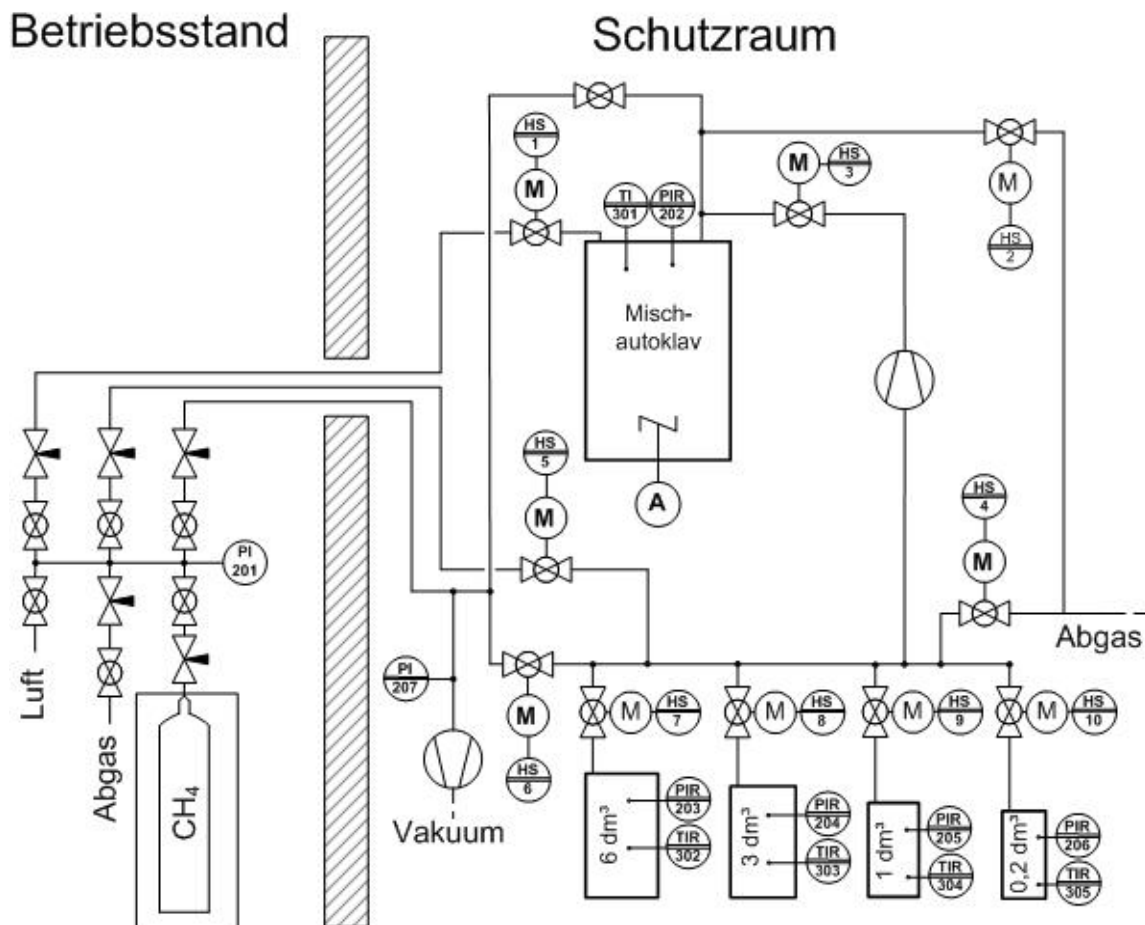 Betriebsstand
Schutzraum
HS
1
M
M
HS
3
M
HS
2
TI
301
PIR
202
Misch-
autoklav
A
HS
5
M
HS
4
M
PI
201
Luft
Abgas
CH₄
Abgas
PI
207
Vakuum
M
HS
6
M
HS
7
M
HS
8
M
HS
9
M
HS
10
6 dm³
PIR
203
TIR
302
3 dm³
PIR
204
TIR
303
1 dm³
PIR
205
TIR
304
0,2 dm³
PIR
206
TIR
305